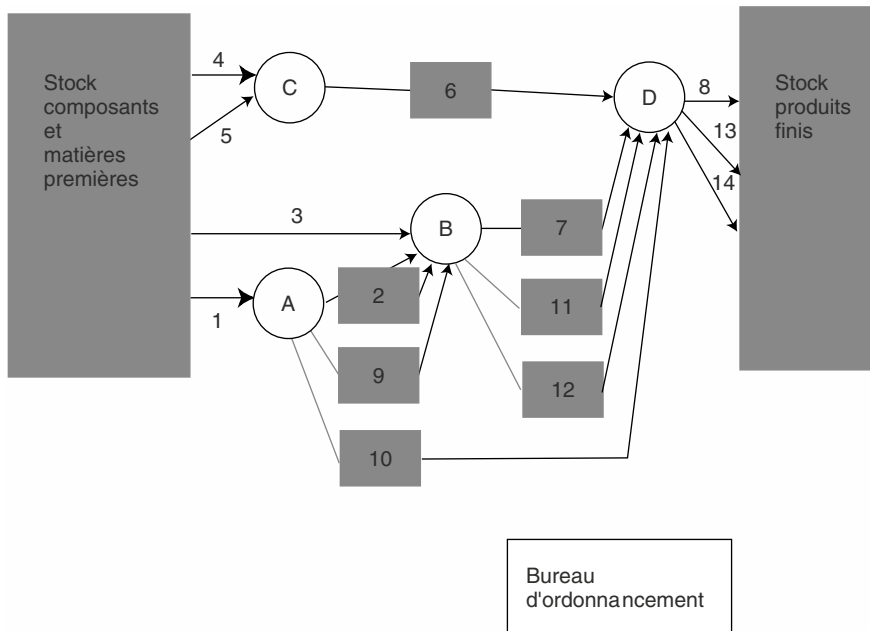 Stock
composants
et
matières
premières
4
5
C
6
D
8
13
14
Stock
produits
finis
3
B
7
1
A
2
11
9
12
10
Bureau
d'ordonnancement